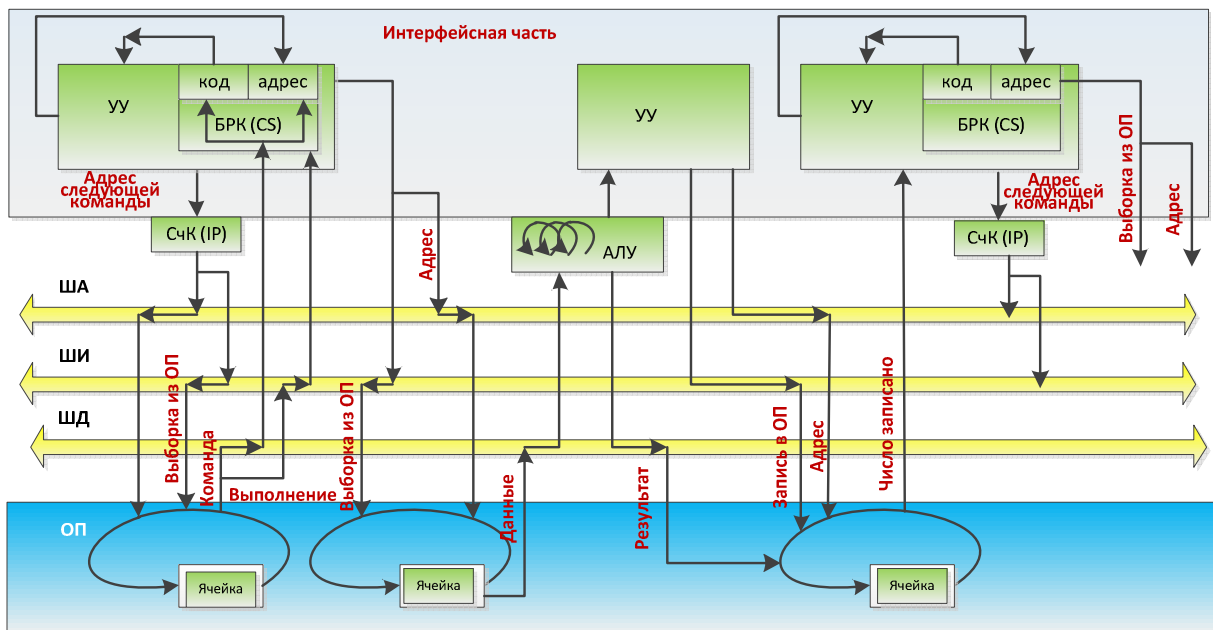 Интерфейсная часть
код
адрес
УУ
БРК (CS)
УУ
код
адрес
УУ
БРК (CS)
Адрес
следующей
команды
Адрес
следующей
команды
Выборка из ОП
Адрес
СчК (IP)
АЛУ
СчК (IP)
Адрес
ША
ШИ
ШД
Выборка из ОП
Команда
Выполнение
Выборка из ОП
Данные
Результат
Запись в ОП
Адрес
Число записано
ОП
Ячейка
Ячейка
Ячейка